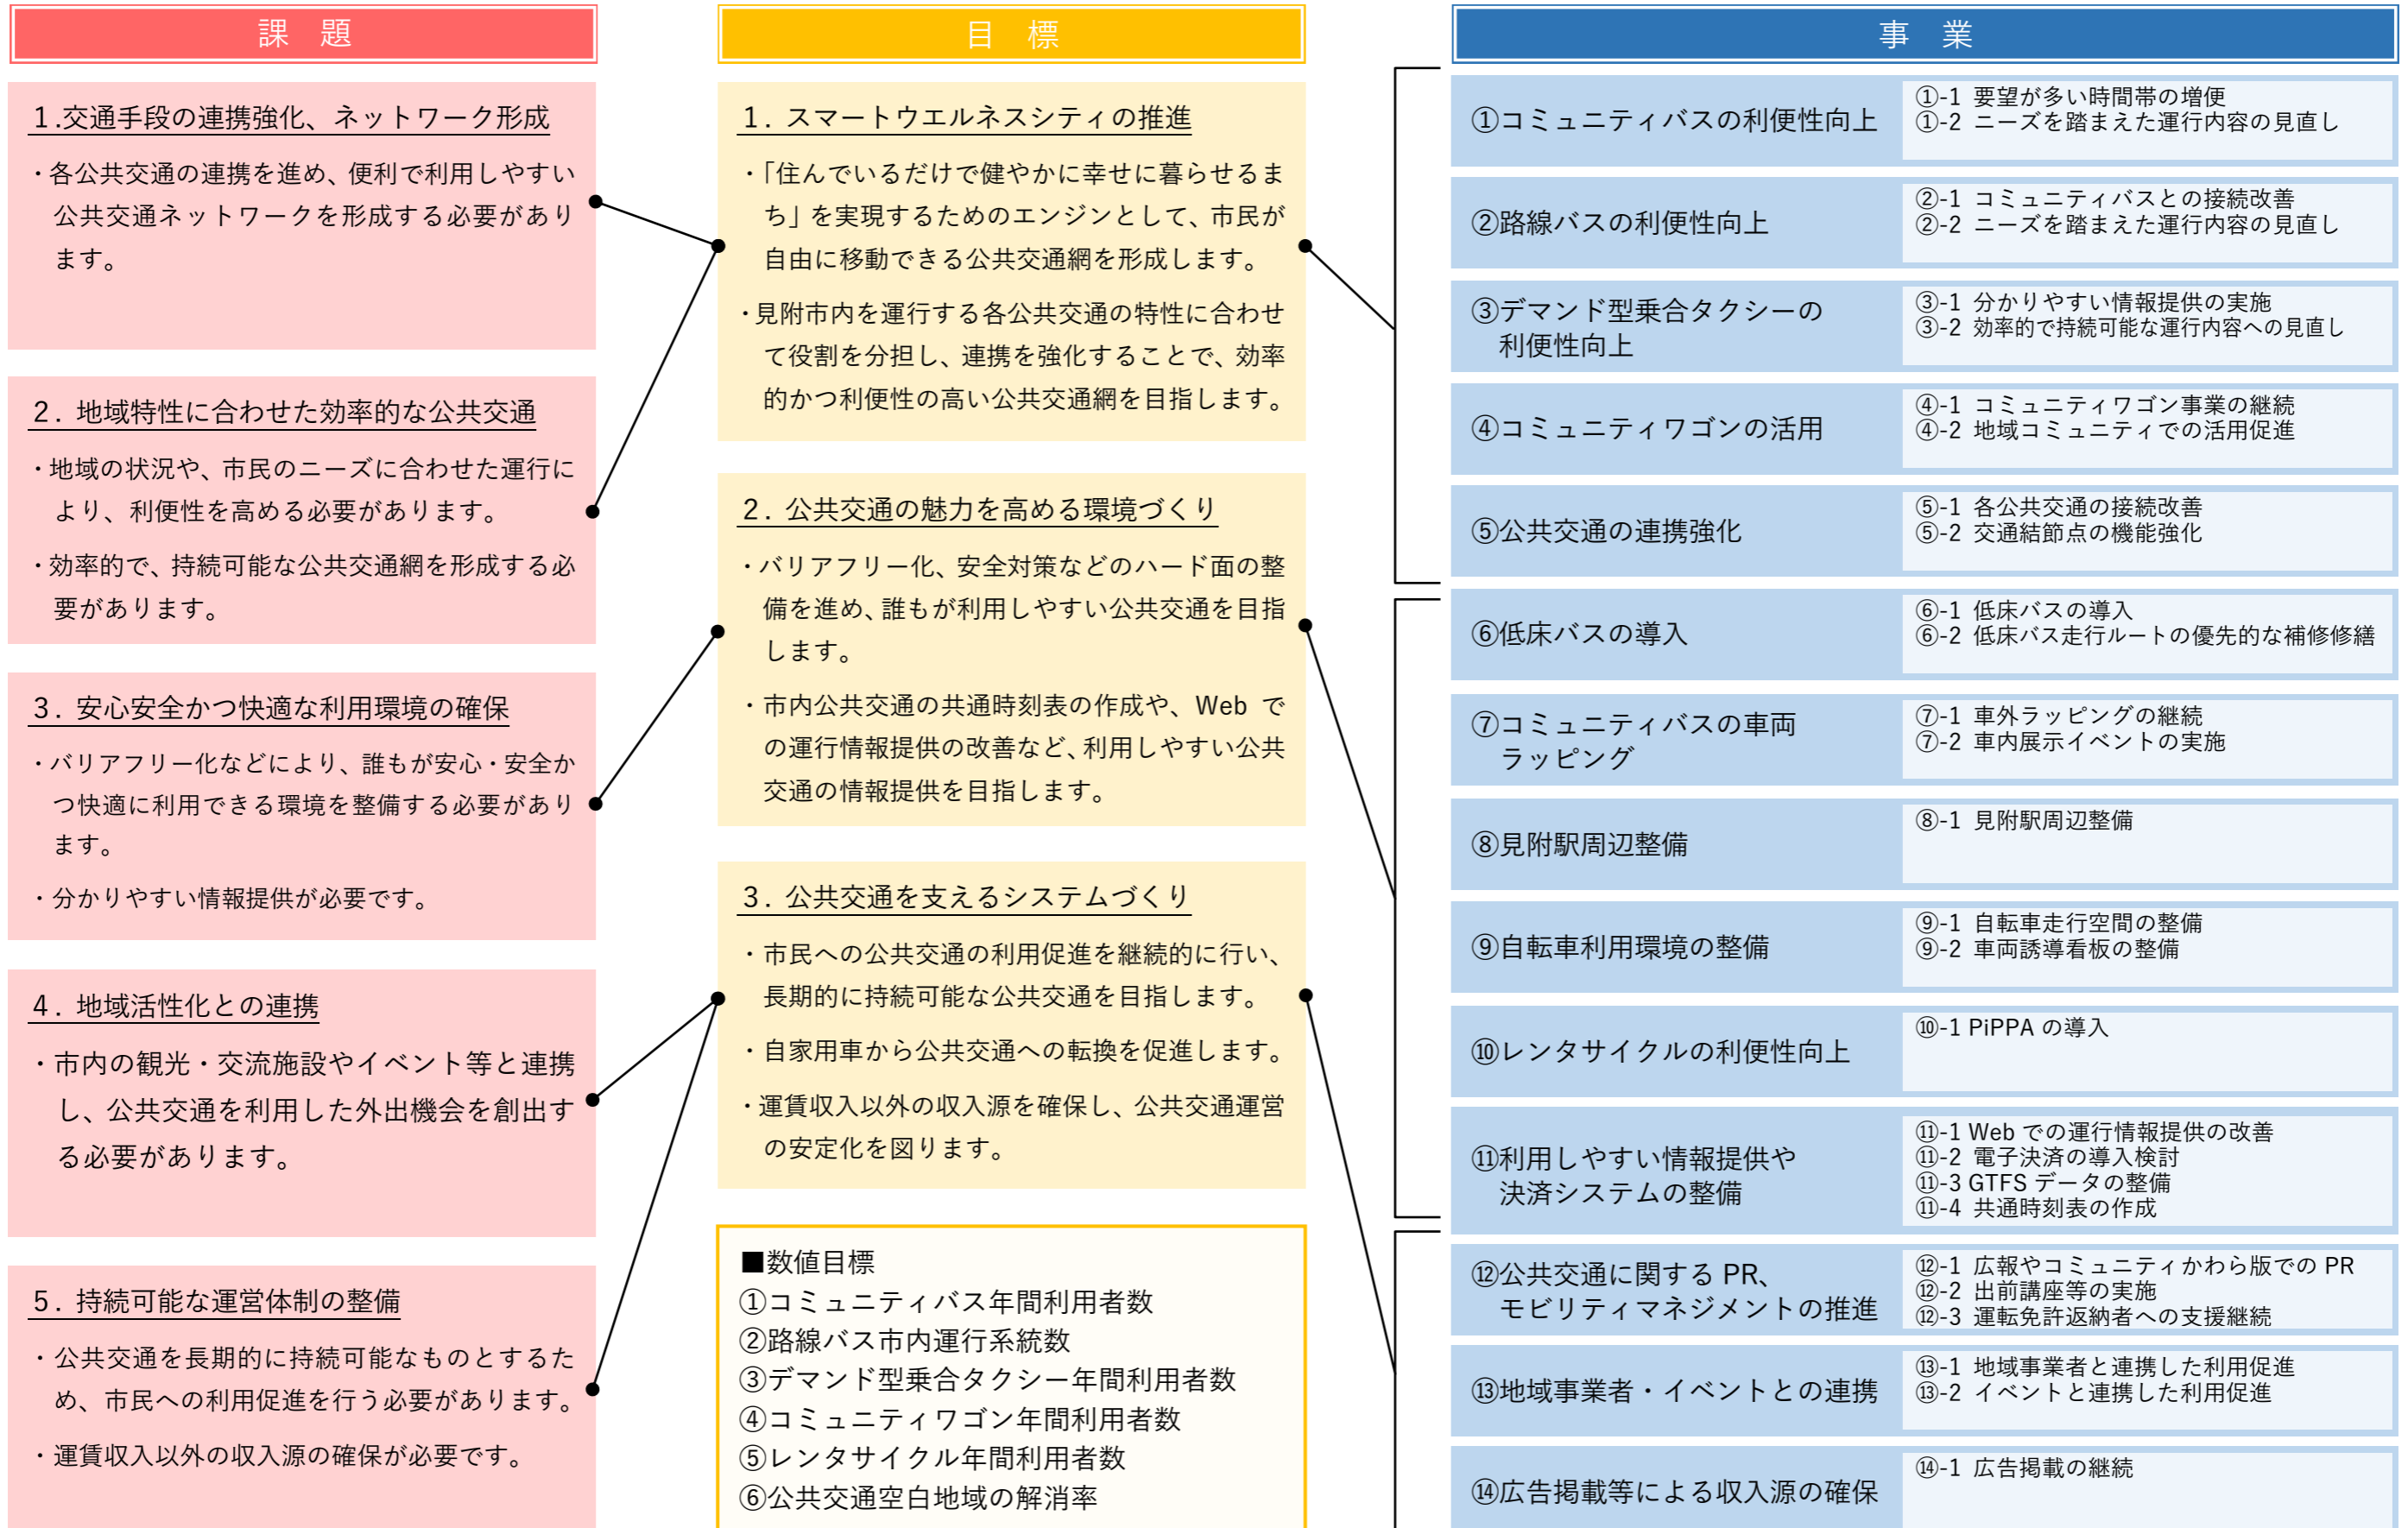 課 題
1.交通手段の連携強化、ネットワーク形成
・各公共交通の連携を進め、便利で利用しやすい
公共交通ネットワークを形成する必要があり
ます。
2. 地域特性に合わせた効率的な公共交通
・地域の状況や、市民のニーズに合わせた運行に
より、利便性を高める必要があります。
・効率的で、持続可能な公共交通網を形成する必
要があります。
3. 安心安全かつ快適な利用環境の確保
・バリアフリー化などにより、誰もが安心・安全か
つ快適に利用できる環境を整備する必要があり
ます。
・分かりやすい情報提供が必要です。
4. 地域活性化との連携
・市内の観光・交流施設やイベント等と連携
し、公共交通を利用した外出機会を創出す
る必要があります。
5. 持続可能な運営体制の整備
・公共交通を長期的に持続可能なものとするた
め、市民への利用促進を行う必要があります。
・運賃収入以外の収入源の確保が必要です。
目 標
1. スマートウエルネスシティの推進
・「住んでいるだけで健やかに幸せに暮らせるま
ち」を実現するためのエンジンとして、市民が
自由に移動できる公共交通網を形成します。
・見附市内を運行する各公共交通の特性に合わせ
て役割を分担し、連携を強化することで、効率
的かつ利便性の高い公共交通網を目指します。
2. 公共交通の魅力を高める環境づくり
・バリアフリー化、安全対策などのハード面の整
備を進め、誰もが利用しやすい公共交通を目指
します。
・市内公共交通の共通時刻表の作成や、Web で
の運行情報提供の改善など、利用しやすい公共
交通の情報提供を目指します。
3. 公共交通を支えるシステムづくり
・市民への公共交通の利用促進を継続的に行い、
長期的に持続可能な公共交通を目指します。
・自家用車から公共交通への転換を促進します。
・運賃収入以外の収入源を確保し、公共交通運営
の安定化を図ります。
■数値目標
①コミュニティバス年間利用者数
②路線バス市内運行系統数
③デマンド型乗合タクシー年間利用者数
④コミュニティワゴン年間利用者数
⑤レンタサイクル年間利用者数
⑥公共交通空白地域の解消率
事 業
①コミュニティバスの利便性向上
①-1 要望が多い時間帯の増便
①-2 ニーズを踏まえた運行内容の見直し
②路線バスの利便性向上
②-1 コミュニティバスとの接続改善
②-2 ニーズを踏まえた運行内容の見直し
③デマンド型乗合タクシーの
利便性向上
③-1 分かりやすい情報提供の実施
③-2 効率的で持続可能な運行内容への見直し
④コミュニティワゴンの活用
④-1 コミュニティワゴン事業の継続
④-2 地域コミュニティでの活用促進
⑤公共交通の連携強化
⑤-1 各公共交通の接続改善
⑤-2 交通結節点の機能強化
⑥低床バスの導入
⑥-1 低床バスの導入
⑥-2 低床バス走行ルートの優先的な補修修繕
⑦コミュニティバスの車両
ラッピング
⑦-1 車外ラッピングの継続
⑦-2 車内展示イベントの実施
⑧見附駅周辺整備
⑧-1 見附駅周辺整備
⑨自転車利用環境の整備
⑨-1 自転車走行空間の整備
⑨-2 車両誘導看板の整備
⑩レンタサイクルの利便性向上
⑩-1 PiPPA の導入
⑪利用しやすい情報提供や
決済システムの整備
⑪-1 Web での運行情報提供の改善
⑪-2 電子決済の導入検討
⑪-3 GTFS データの整備
⑪-4 共通時刻表の作成
⑫公共交通に関する PR、
モビリティマネジメントの推進
⑫-1 広報やコミュニティかわら版での PR
⑫-2 出前講座等の実施
⑫-3 運転免許返納者への支援継続
⑬地域事業者・イベントとの連携
⑬-1 地域事業者と連携した利用促進
⑬-2 イベントと連携した利用促進
⑭広告掲載等による収入源の確保
⑭-1 広告掲載の継続